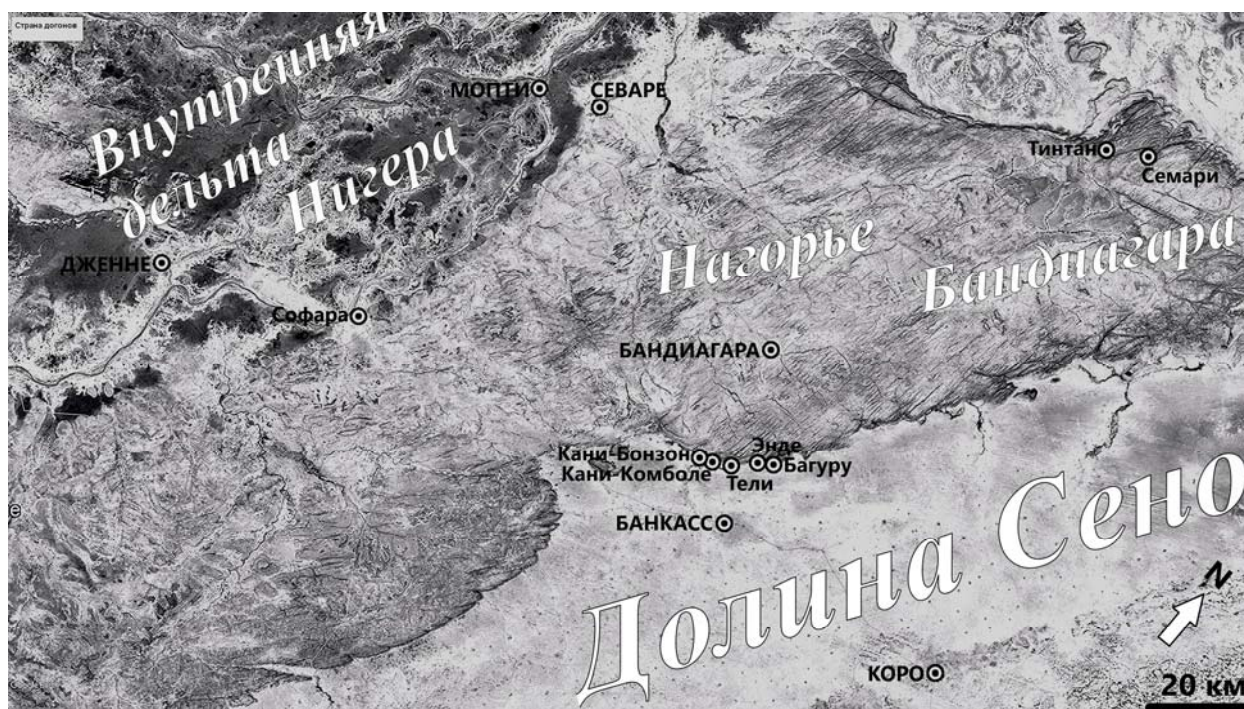 Страна догонов
Внутренняя
дельта
Нигера
МОПТИ
СЕВАРЕ
Тинтан
Семари
ДЖЕННЕ
Софара
Нагорье
Бандиагара
БАНДИАГАРА
Энде
Кани-Бонзон
Кани-Комболе
Багуру
Тели
БАНКАСС
Долина Сено
N
КОРО
20 км